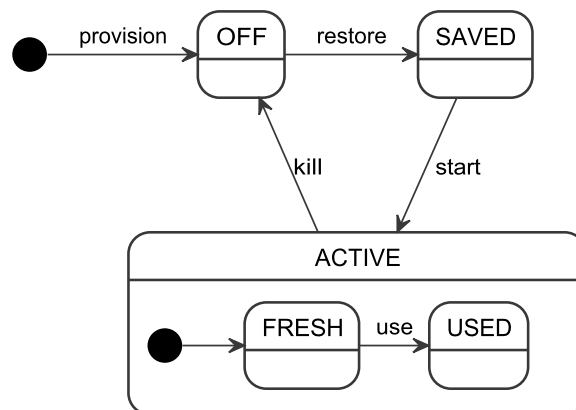 provision
OFF
restore
SAVED
kill
start
ACTIVE
FRESH
use
USED